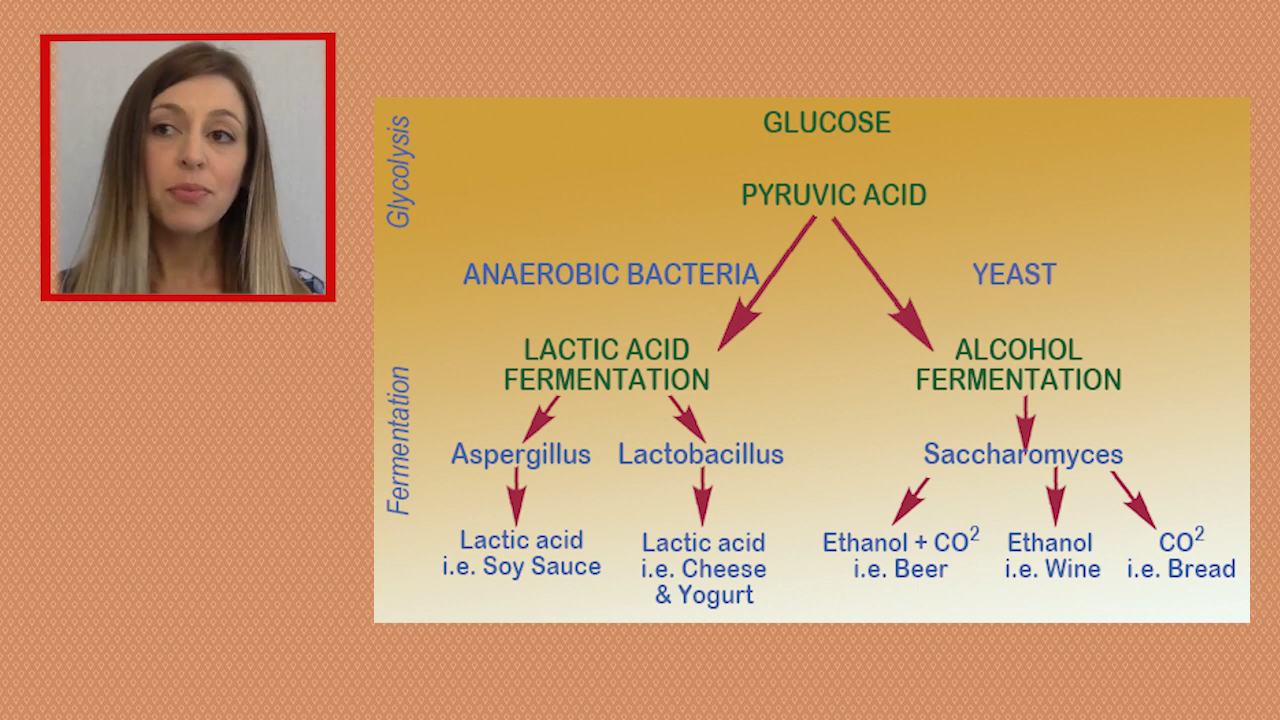 Glycolysis
GLUCOSE
PYRUVIC ACID
ANAEROBIC BACTERIA
YEAST
Fermentation
LACTIC ACID
FERMENTATION
ALCOHOL
FERMENTATION
Aspergillus
Lactobacillus
Saccharomyces
Lactic acid
i.e. Soy Sauce
Lactic acid
i.e. Cheese
& Yogurt
Ethanol + CO²
i.e. Beer
Ethanol
i.e. Wine
CO²
i.e. Bread